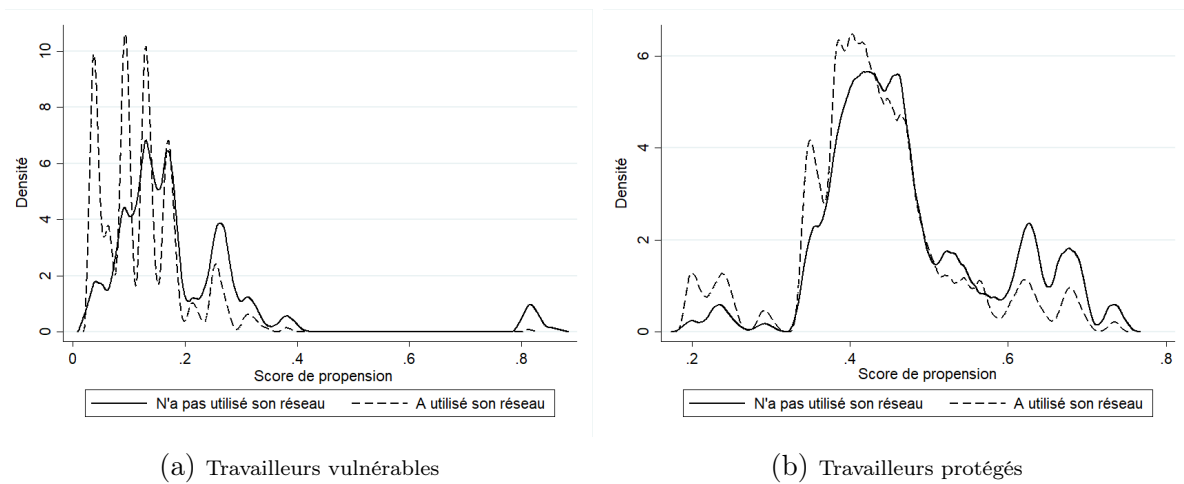 Densité
10
8
6
4
2
0
0
.2
.4
.6
.8
Score de propension
N'a pas utilisé son réseau
A utilisé son réseau
(a) Travailleurs vulnérables
Densité
6
4
2
0
.2
.4
.6
.8
Score de propension
N'a pas utilisé son réseau
A utilisé son réseau
(b) Travailleurs protégés